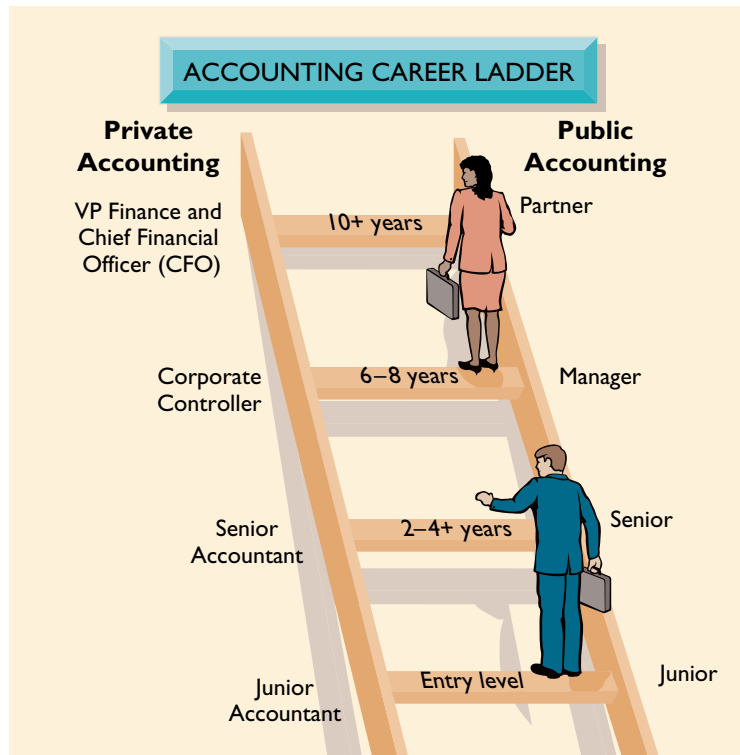 ACCOUNTING CAREER LADDER
Private
Accounting
Public
Accounting
VP Finance and
Chief Financial
Officer (CFO)
10+ years
Partner
Corporate
Controller
6–8 years
Manager
Senior
Accountant
2–4+ years
Senior
Junior
Accountant
Entry level
Junior